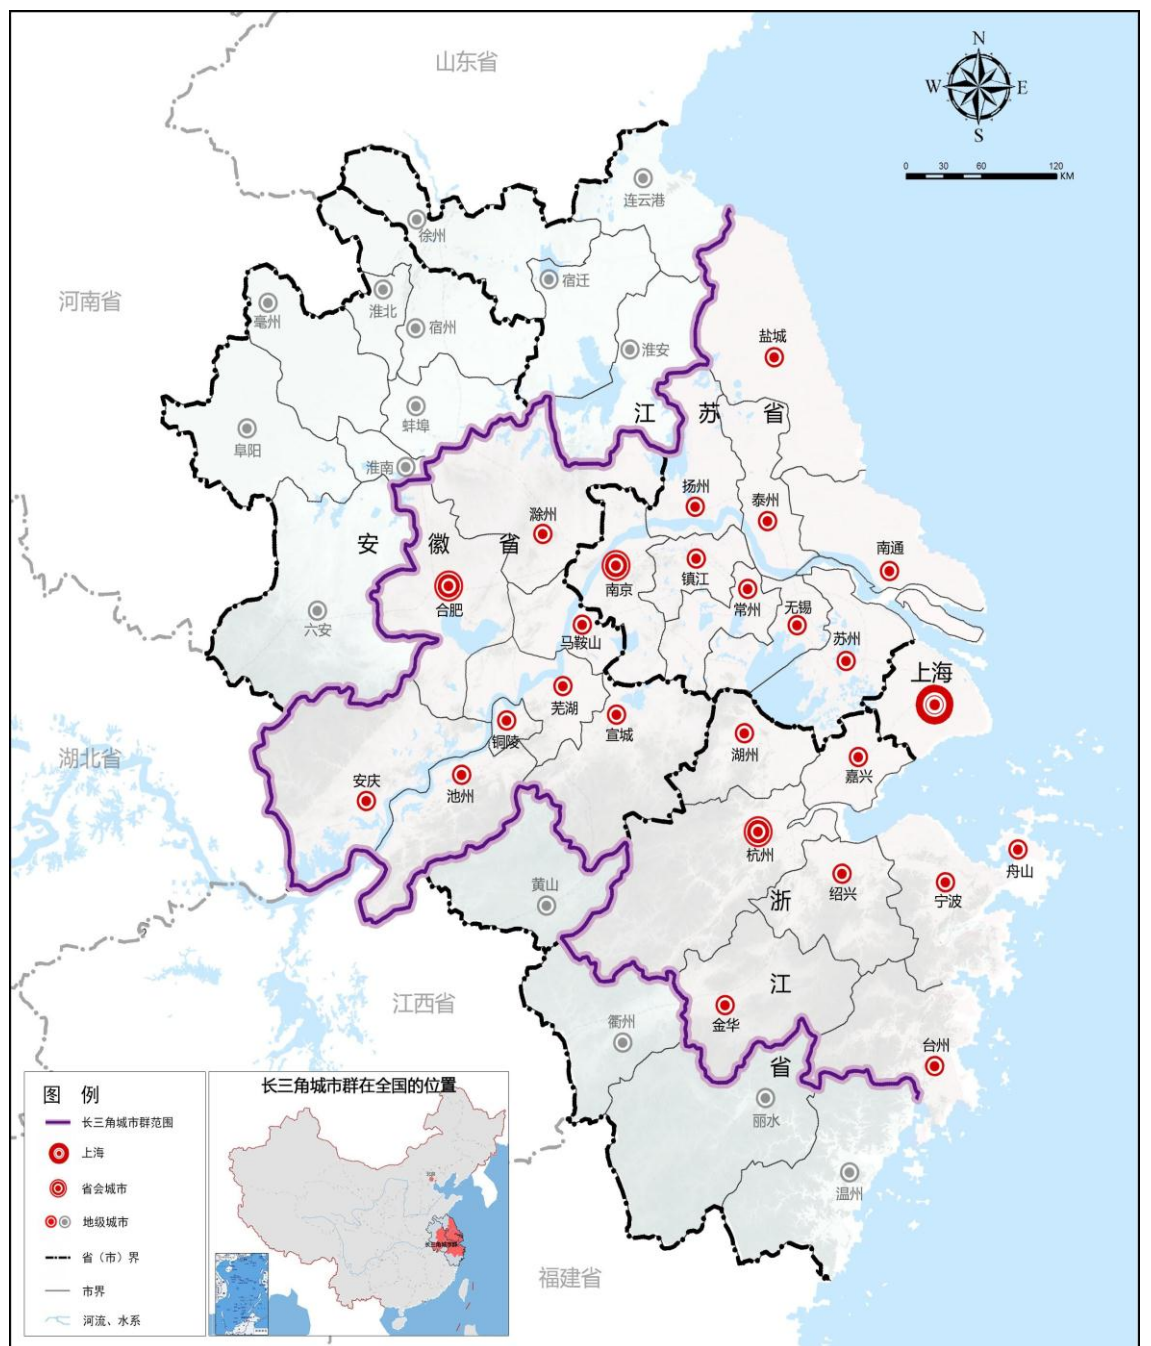 山东省
N
W
E
S
0
30
60
120
KM
连云港
徐州
宿迁
河南省
淮北
亳州
宿州
盐城
淮安
江
苏
省
蚌埠
阜阳
淮南
扬州
泰州
滁州
安
徽
省
南通
南京
镇江
合肥
常州
无锡
六安
马鞍山
苏州
上海
芜湖
铜陵
宣城
湖州
湖北省
嘉兴
安庆
池州
杭州
舟山
黄山
绍兴
宁波
浙
江
省
江西省
金华
衢州
台州
丽水
温州
福建省
图 例
长三角城市群范围
上海
省会城市
地级城市
省（市）界
市界
河流、水系
长三角城市群在全国的位置
北京
长三角城市群